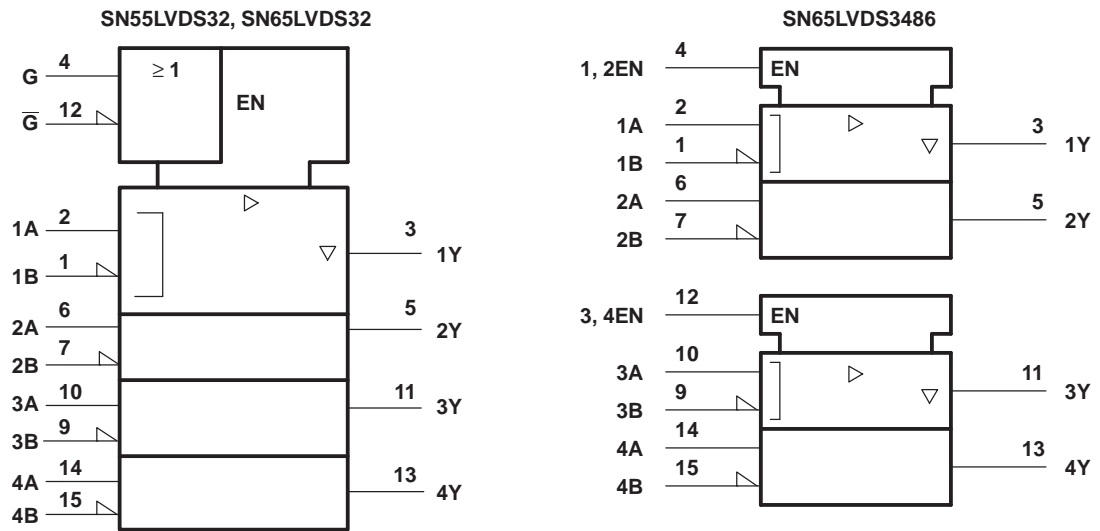 SN55LVDS32, SN65LVDS32
G 4 ≥ 1
G̅ 12 EN
1A 2
3 1Y
1B 1
2A 6
5 2Y
2B 7
3A 10
11 3Y
3B 9
4A 14
13 4Y
4B 15
SN65LVDS3486
1, 2EN 4 EN
1A 2
3 1Y
1B 1
2A 6
5 2Y
2B 7
3, 4EN 12 EN
3A 10
11 3Y
3B 9
4A 14
13 4Y
4B 15